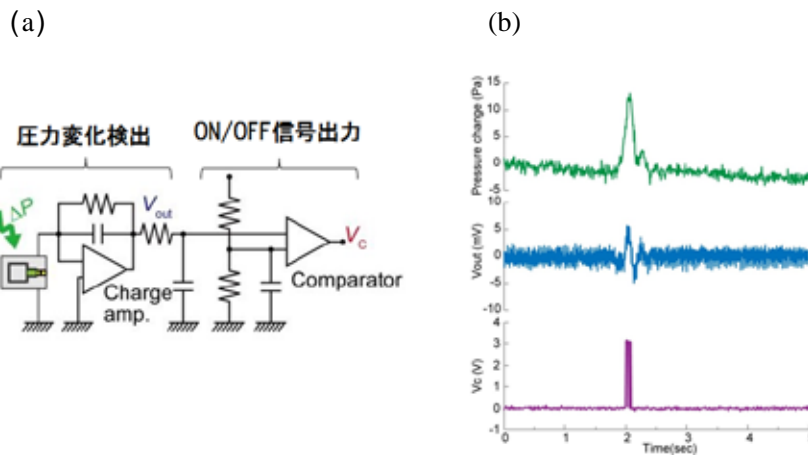 (a)
(b)
圧力変化検出
ON/OFF信号出力
ΔP
Vout
Vc
Charge
amp.
Comparator
Pressure change (Pa)
15
10
5
0
-5
Vout (mV)
10
5
0
-5
-10
Vc (V)
4
3
2
1
0
-1
0 1 2 3 4
Time(sec)